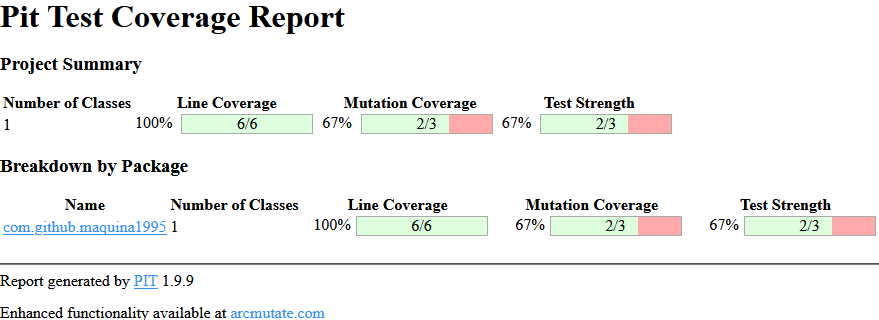 Pit Test Coverage Report
Project Summary
Number of Classes Line Coverage Mutation Coverage Test Strength
1 100% 6/6 67% 2/3 67% 2/3
Breakdown by Package
Name Number of Classes Line Coverage Mutation Coverage Test Strength
com.github.maquina1995 1 100% 6/6 67% 2/3 67% 2/3
Report generated by PIT 1.9.9
Enhanced functionality available at arcmutate.com